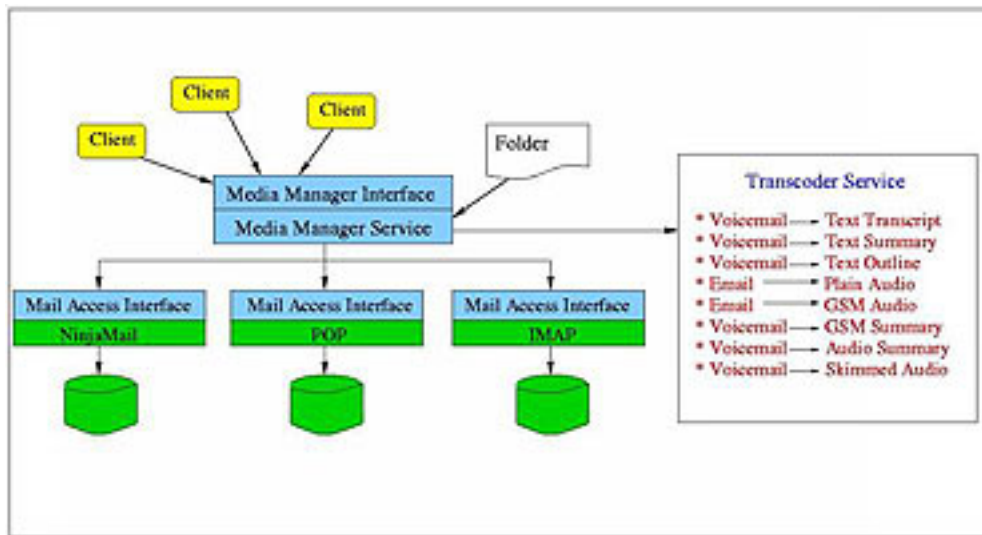 Client
Client
Client
Folder
Media Manager Interface
Media Manager Service
Mail Access Interface
NinjaMail
Mail Access Interface
POP
Mail Access Interface
IMAP
Transcoder Service
* Voicemail Text Transcript
* Voicemail Text Summary
* Voicemail Text Outline
* Email Plain Audio
* Email GSM Audio
* Voicemail GSM Summary
* Voicemail Audio Summary
* Voicemail Skimmed Audio